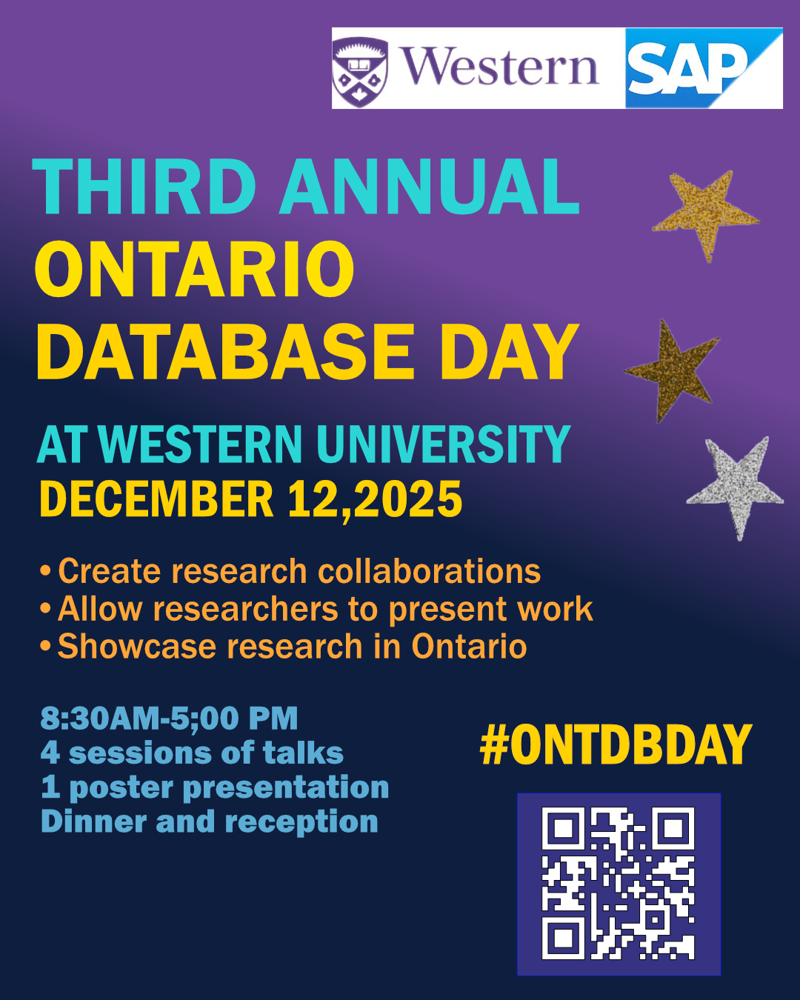 Western SAP
THIRD ANNUAL
ONTARIO
DATABASE DAY
AT WESTERN UNIVERSITY
DECEMBER 12,2025
• Create research collaborations
• Allow researchers to present work
• Showcase research in Ontario
8:30AM-5;00 PM
4 sessions of talks
1 poster presentation
Dinner and reception
#ONTDBDAY